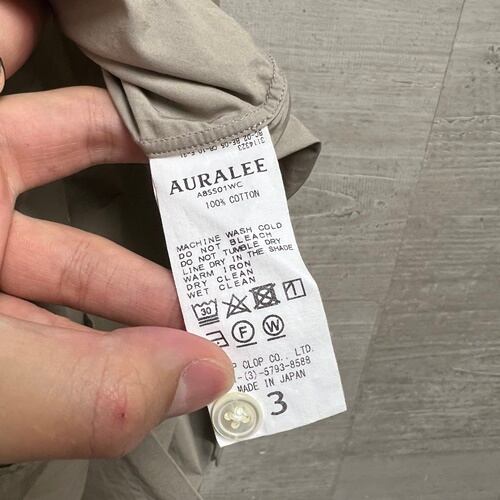 3114323
AURALEE
A8SS01WC
100% COTTON
MACHINE WASH COLD
DO NOT BLEACH
DO NOT TUMBLE DRY
LINE DRY IN THE SHADE
WARM IRON
DRY CLEAN
WET CLEAN
30
F W
P CLOP CO., LTD.
-(3)-5793-8588
MADE IN JAPAN
3